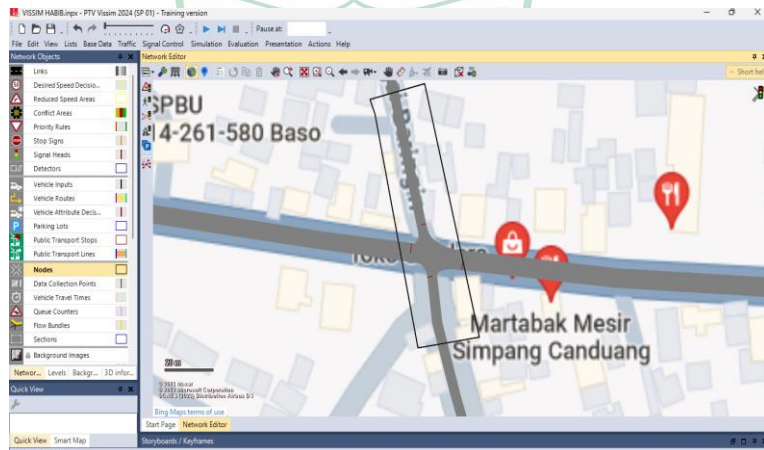 VISSIM HABIB.inpx - PTV Vissim 2024 (SP 01) - Training version
Pause at:
File Edit View Lists Base Data Traffic Signal Control Simulation Evaluation Presentation Actions Help
Network Objects
Network Editor
Links
Desired Speed Decisio...
Reduced Speed Areas
Conflict Areas
Priority Rules
Stop Signs
Signal Heads
Detectors
Vehicle Inputs
Vehicle Routes
Vehicle Attribute Decis...
Parking Lots
Public Transport Stops
Public Transport Lines
Nodes
Data Collection Points
Vehicle Travel Times
Queue Counters
Flow Bundles
Sections
Background Images
Networ... Levels Backgr... 3D infor...
Quick View
Quick View Smart Map
Short hel
SPBU
14-261-580 Baso
Martabak Mesir
Simpang Canduang
20 m
Bing Maps terms of use
Start Page Network Editor
Storyboards / Keyframes